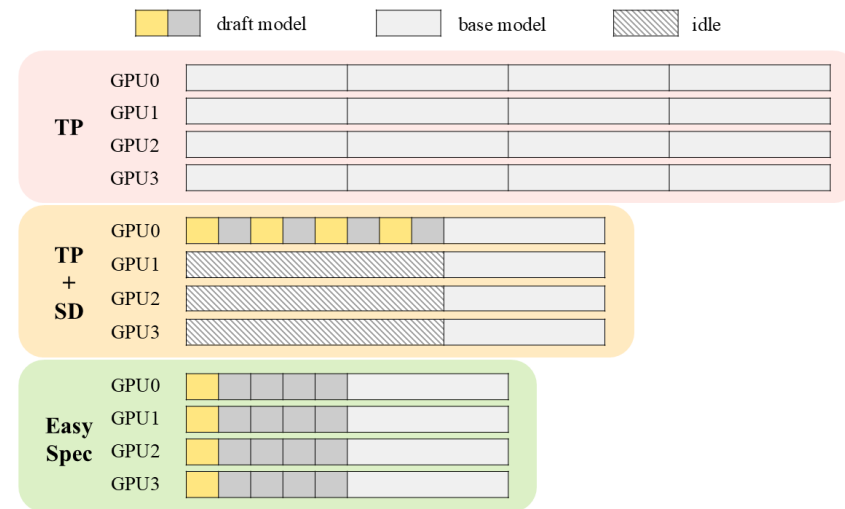 draft model
base model
idle
TP
GPU0
GPU1
GPU2
GPU3
TP
+
SD
GPU0
GPU1
GPU2
GPU3
Easy
Spec
GPU0
GPU1
GPU2
GPU3